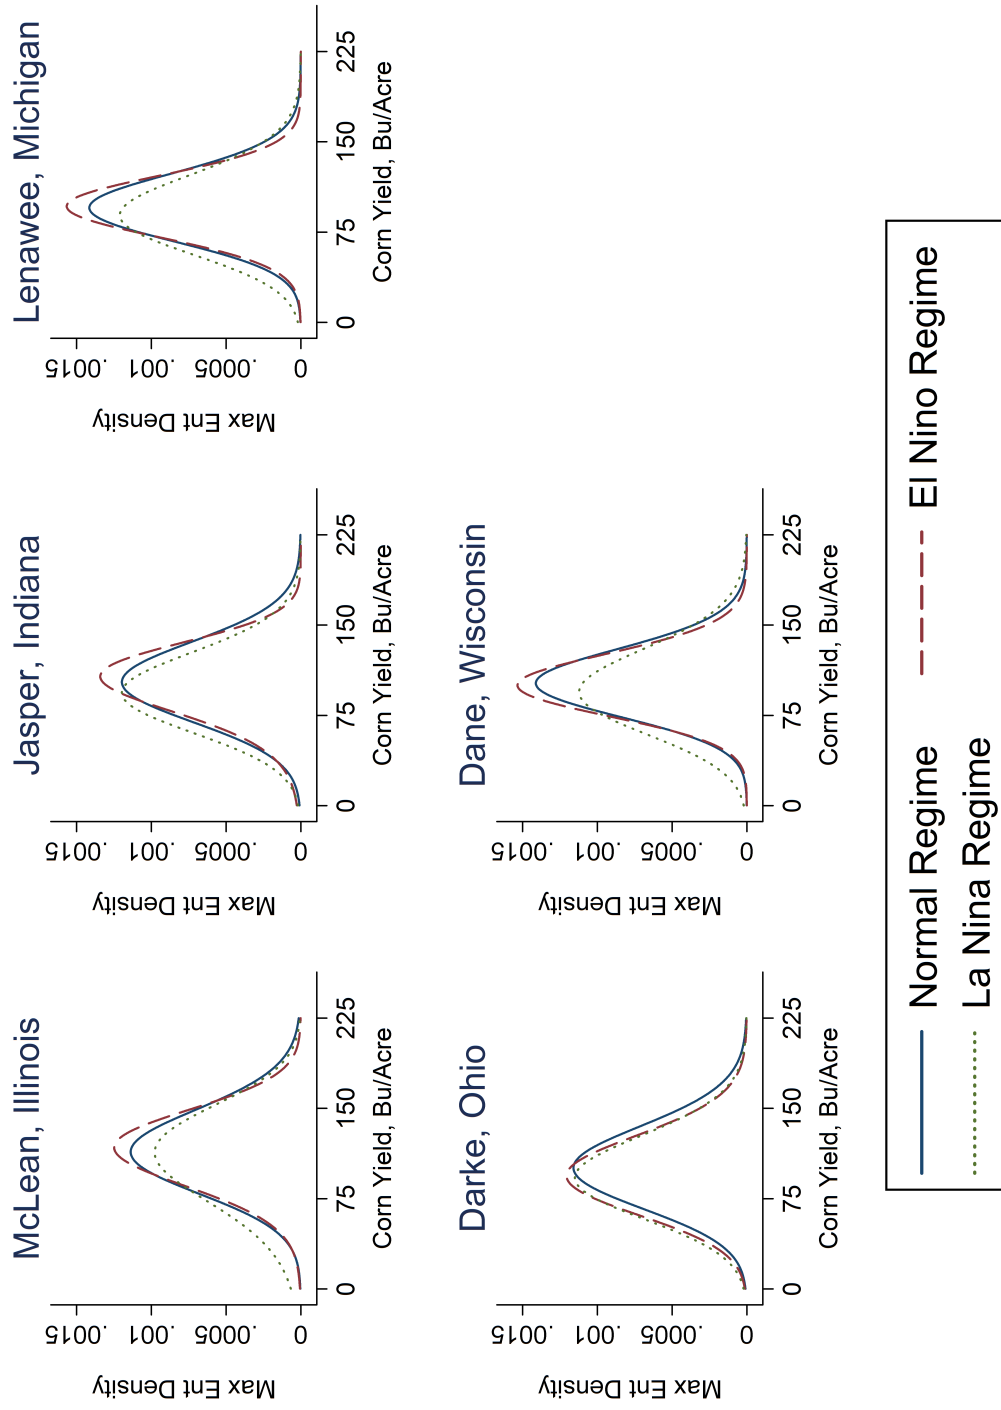 McLean, Illinois
Max Ent Density
0 .0005 .001 .0015
0 75 150 225
Corn Yield, Bu/Acre
Jasper, Indiana
Max Ent Density
0 .0005 .001 .0015
0 75 150 225
Corn Yield, Bu/Acre
Lenawee, Michigan
Max Ent Density
0 .0005 .001 .0015
0 75 150 225
Corn Yield, Bu/Acre
Darke, Ohio
Max Ent Density
0 .0005 .001 .0015
0 75 150 225
Corn Yield, Bu/Acre
Dane, Wisconsin
Max Ent Density
0 .0005 .001 .0015
0 75 150 225
Corn Yield, Bu/Acre
Normal Regime El Nino Regime
La Nina Regime